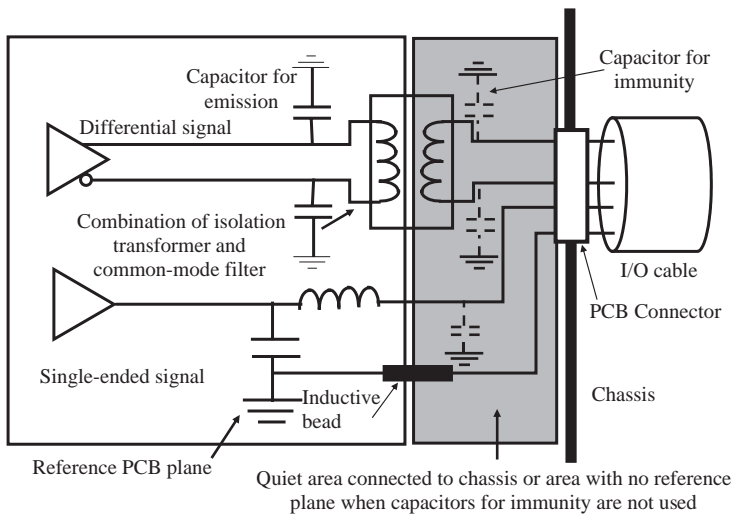 Capacitor for
emission
Capacitor for
immunity
Differential signal
Combination of isolation
transformer and
common-mode filter
I/O cable
PCB Connector
Single-ended signal
Inductive
bead
Chassis
Reference PCB plane
Quiet area connected to chassis or area with no reference
plane when capacitors for immunity are not used